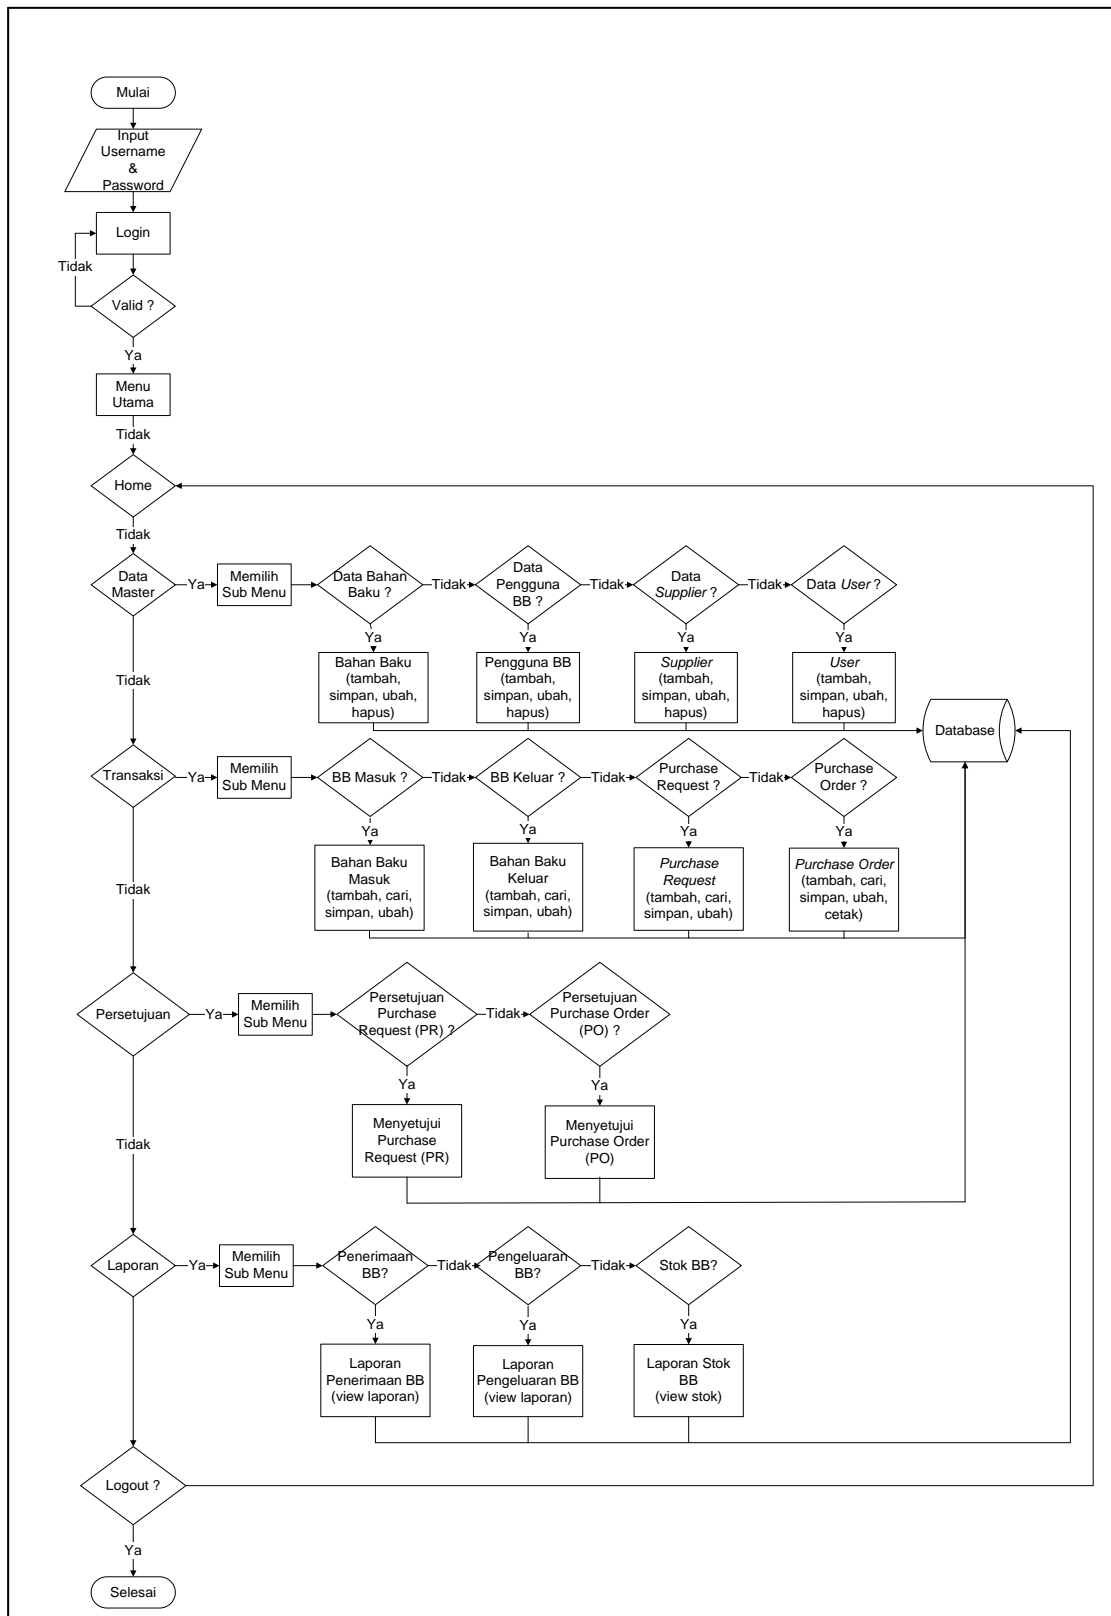 Mulai
Input
Username
&
Password
Login
Tidak
Valid ?
Ya
Menu
Utama
Tidak
Home
Tidak
Data
Master
Ya
Memilih
Sub Menu
Data Bahan
Baku ?
Tidak
Data
Pengguna
BB ?
Tidak
Data
Supplier ?
Tidak
Data User ?
Ya
Ya
Ya
Ya
Bahan Baku
(tambah,
simpan, ubah,
hapus)
Pengguna BB
(tambah,
simpan, ubah,
hapus)
Supplier
(tambah,
simpan, ubah,
hapus)
User
(tambah,
simpan, ubah,
hapus)
Database
Tidak
Transaksi
Ya
Memilih
Sub Menu
BB Masuk ?
Tidak
BB Keluar ?
Tidak
Purchase
Request ?
Tidak
Purchase
Order ?
Ya
Ya
Ya
Ya
Bahan Baku
Masuk
(tambah, cari,
simpan, ubah)
Bahan Baku
Keluar
(tambah, cari,
simpan, ubah)
Purchase
Request
(tambah, cari,
simpan, ubah)
Purchase Order
(tambah, cari,
simpan, ubah,
cetak)
Tidak
Persetujuan
Ya
Memilih
Sub Menu
Persetujuan
Purchase
Request (PR) ?
Tidak
Persetujuan
Purchase Order
(PO) ?
Ya
Ya
Menyetujui
Purchase
Request (PR)
Menyetujui
Purchase Order
(PO)
Tidak
Laporan
Ya
Memilih
Sub Menu
Penerimaan
BB?
Tidak
Pengeluaran
BB?
Tidak
Stok BB?
Ya
Ya
Ya
Laporan
Penerimaan BB
(view laporan)
Laporan
Pengeluaran BB
(view laporan)
Laporan Stok
BB
(view stok)
Logout ?
Ya
Selesai